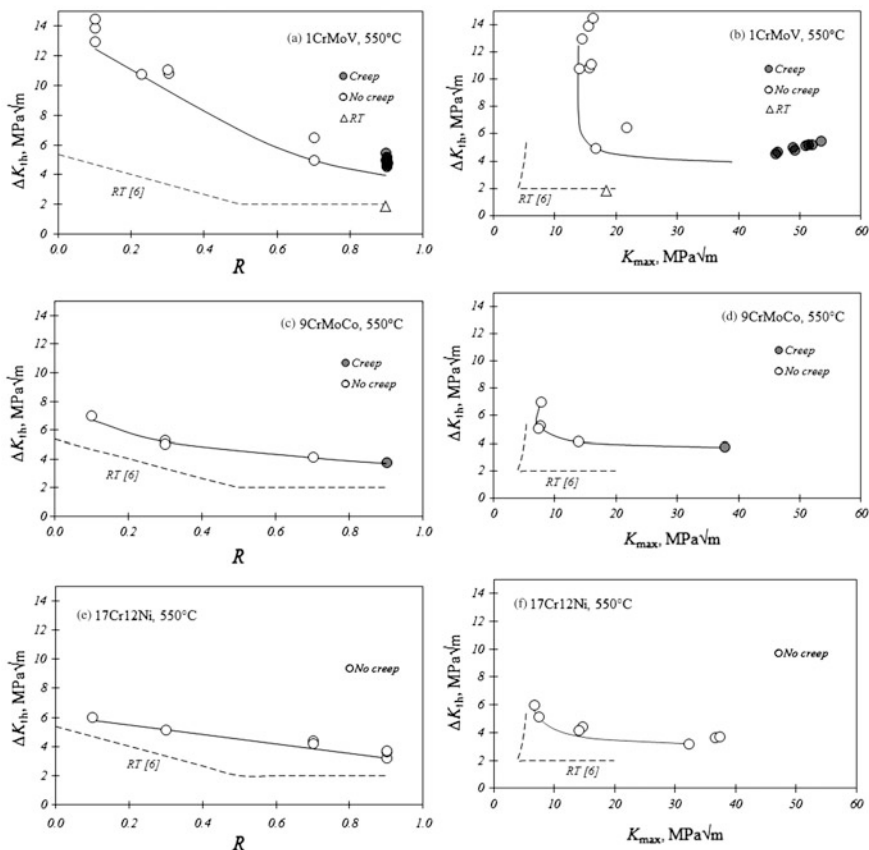 (a) 1CrMoV, 550°C
Creep
No creep
RT
RT [6]
ΔKth, MPa√m
14
12
10
8
6
4
2
0
0.0 0.2 0.4 0.6 0.8 1.0
R
(b) 1CrMoV, 550°C
Creep
No creep
RT
RT [6]
ΔKth, MPa√m
14
12
10
8
6
4
2
0
0 10 20 30 40 50 60
Kmax, MPa√m
(c) 9CrMoCo, 550°C
Creep
No creep
RT [6]
ΔKth, MPa√m
14
12
10
8
6
4
2
0
0.0 0.2 0.4 0.6 0.8 1.0
R
(d) 9CrMoCo, 550°C
Creep
No creep
RT [6]
ΔKth, MPa√m
14
12
10
8
6
4
2
0
0 10 20 30 40 50 60
Kmax, MPa√m
(e) 17Cr12Ni, 550°C
No creep
RT [6]
ΔKth, MPa√m
14
12
10
8
6
4
2
0
0.0 0.2 0.4 0.6 0.8 1.0
R
(f) 17Cr12Ni, 550°C
No creep
RT [6]
ΔKth, MPa√m
14
12
10
8
6
4
2
0
0 10 20 30 40 50 60
Kmax, MPa√m